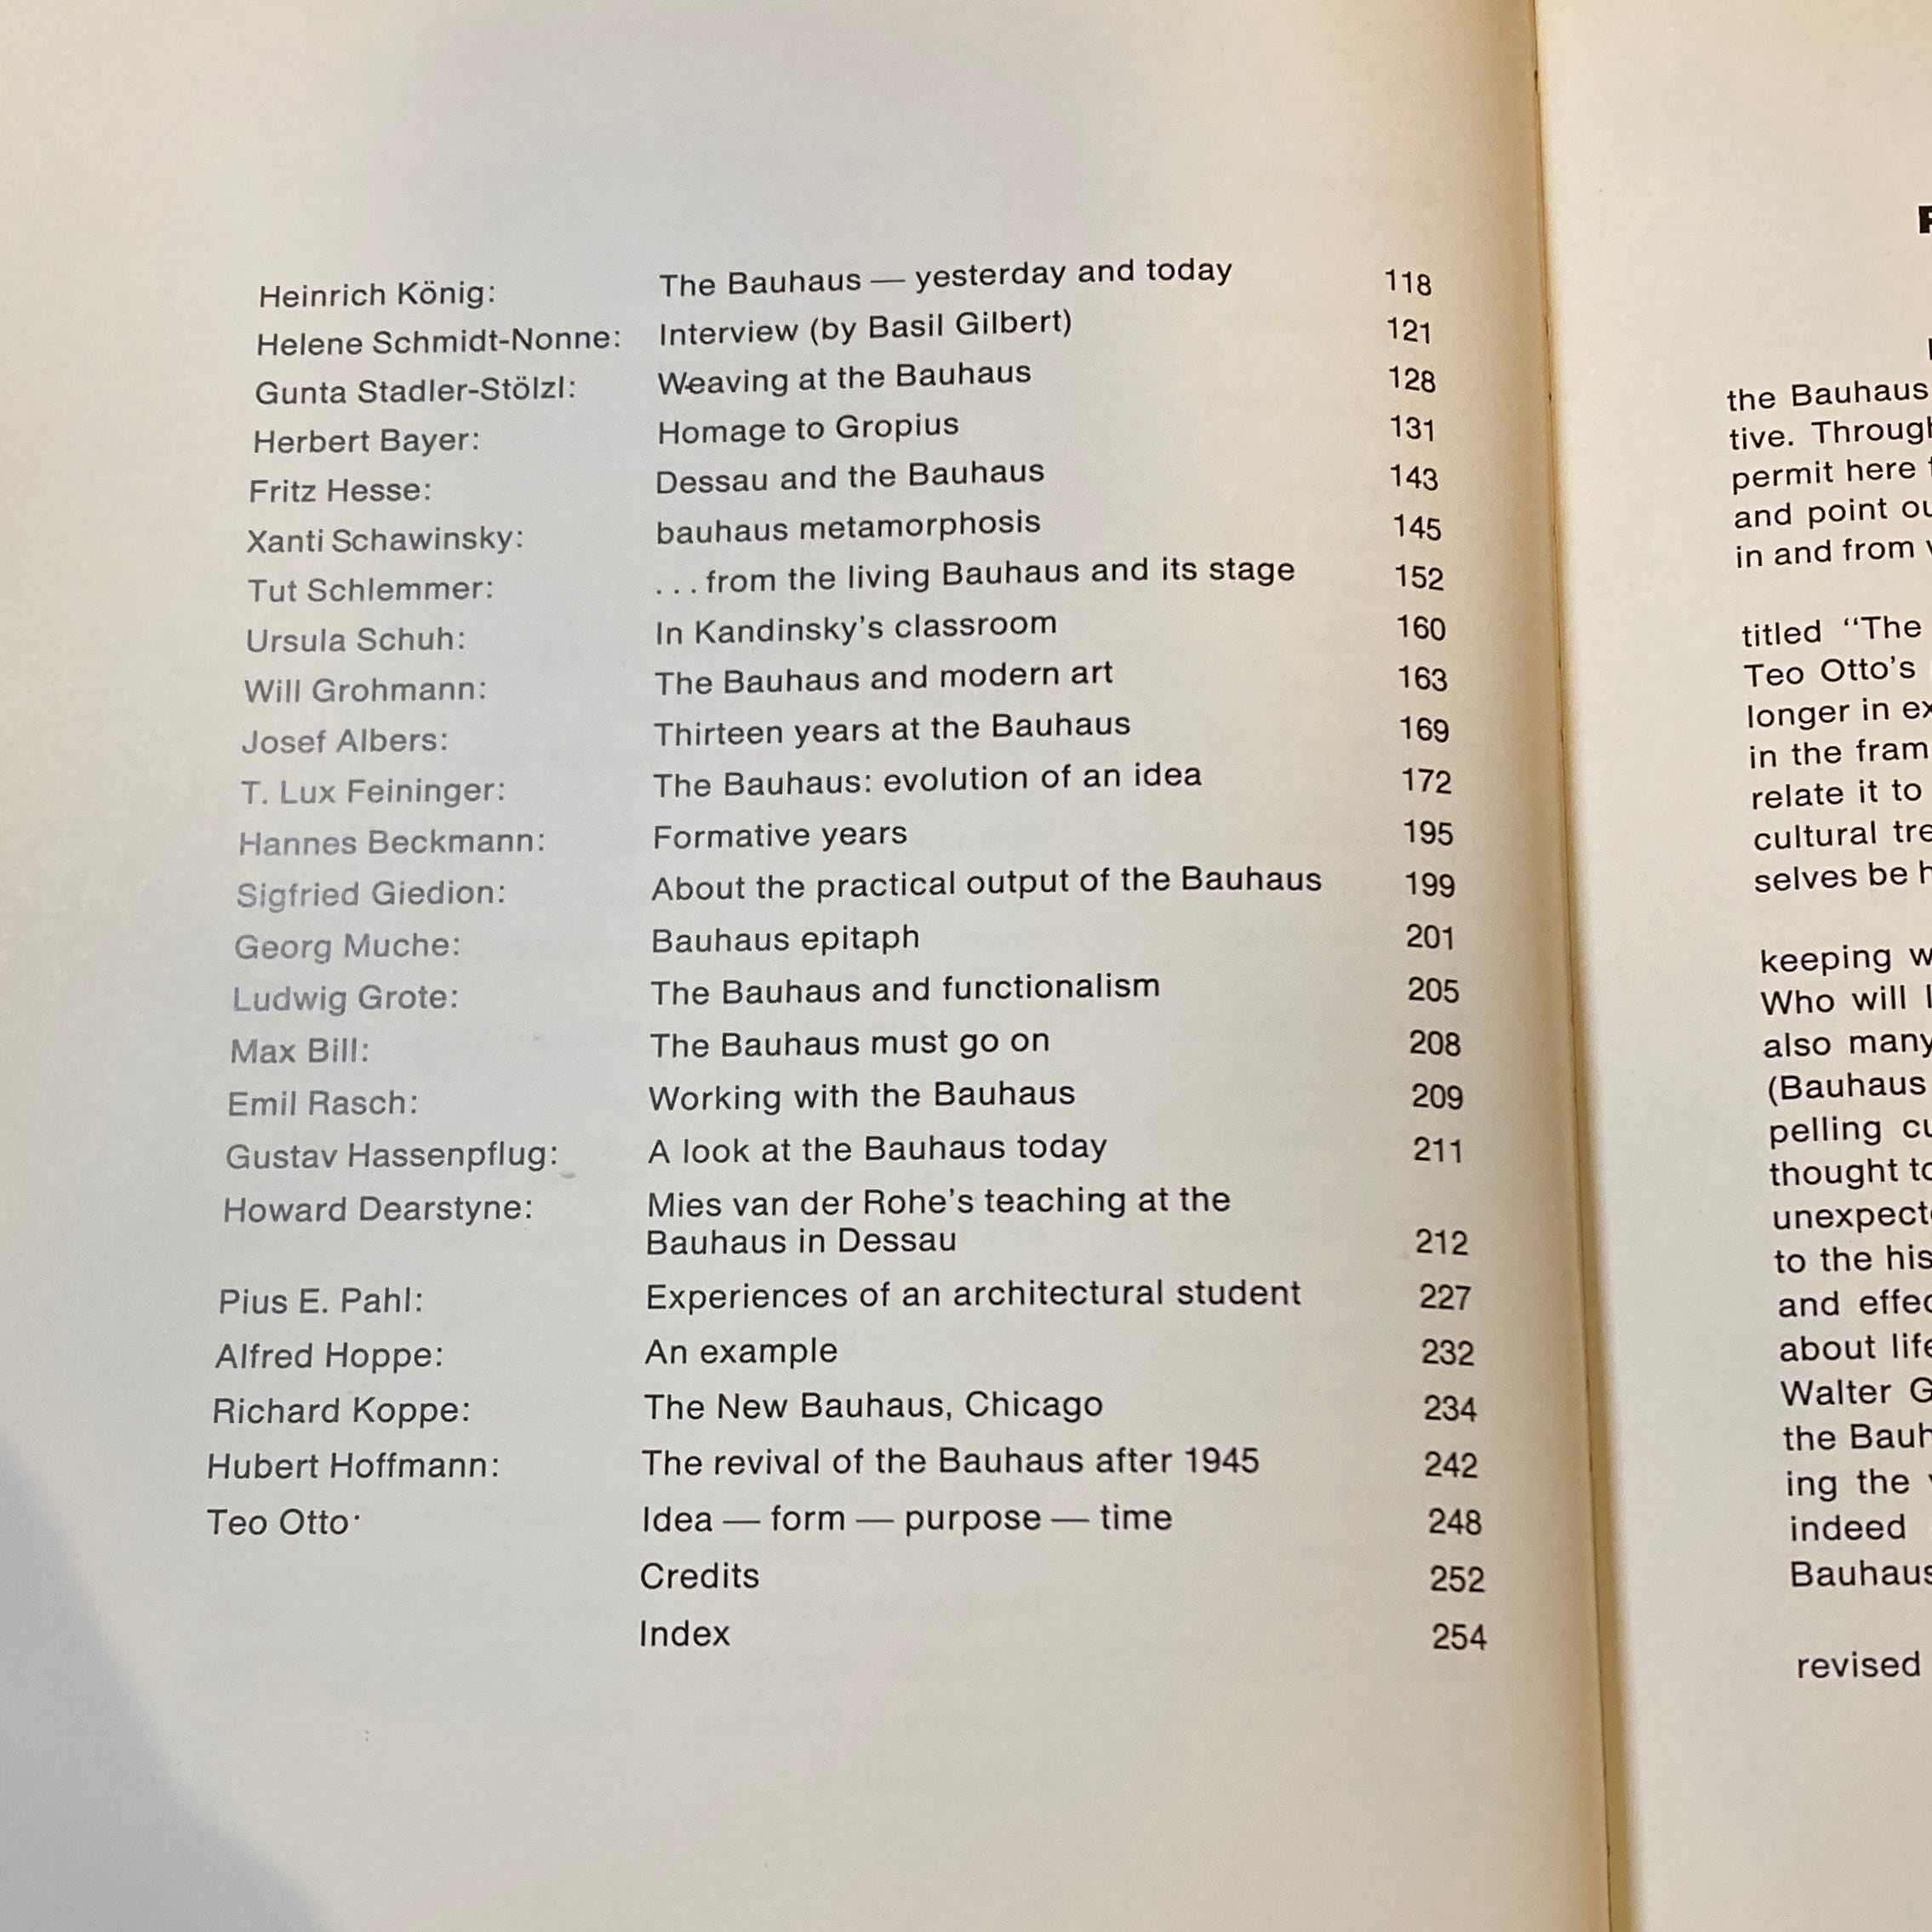 Heinrich König: The Bauhaus — yesterday and today 118
Helene Schmidt-Nonne: Interview (by Basil Gilbert) 121
Gunta Stadler-Stölzl: Weaving at the Bauhaus 128
Herbert Bayer: Homage to Gropius 131
Fritz Hesse: Dessau and the Bauhaus 143
Xanti Schawinsky: bauhaus metamorphosis 145
Tut Schlemmer: ...from the living Bauhaus and its stage 152
Ursula Schuh: In Kandinsky's classroom 160
Will Grohmann: The Bauhaus and modern art 163
Josef Albers: Thirteen years at the Bauhaus 169
T. Lux Feininger: The Bauhaus: evolution of an idea 172
Hannes Beckmann: Formative years 195
Sigfried Giedion: About the practical output of the Bauhaus 199
Georg Muche: Bauhaus epitaph 201
Ludwig Grote: The Bauhaus and functionalism 205
Max Bill: The Bauhaus must go on 208
Emil Rasch: Working with the Bauhaus 209
Gustav Hassenpflug: A look at the Bauhaus today 211
Howard Dearstyne: Mies van der Rohe's teaching at the
Bauhaus in Dessau 212
Pius E. Pahl: Experiences of an architectural student 227
Alfred Hoppe: An example 232
Richard Koppe: The New Bauhaus, Chicago 234
Hubert Hoffmann: The revival of the Bauhaus after 1945 242
Teo Otto· Idea — form — purpose — time 248
Credits 252
Index 254
the Bauhaus
tive.
permit here
and point
in and from
titled “The
Teo Otto's
longer in
in the
relate it to
cultural
selves be
keeping
Who will
also many
(Bauhaus
pelling
thought
to the his
and
about
Walter
the
ing the
indeed
Bauhaus
revised